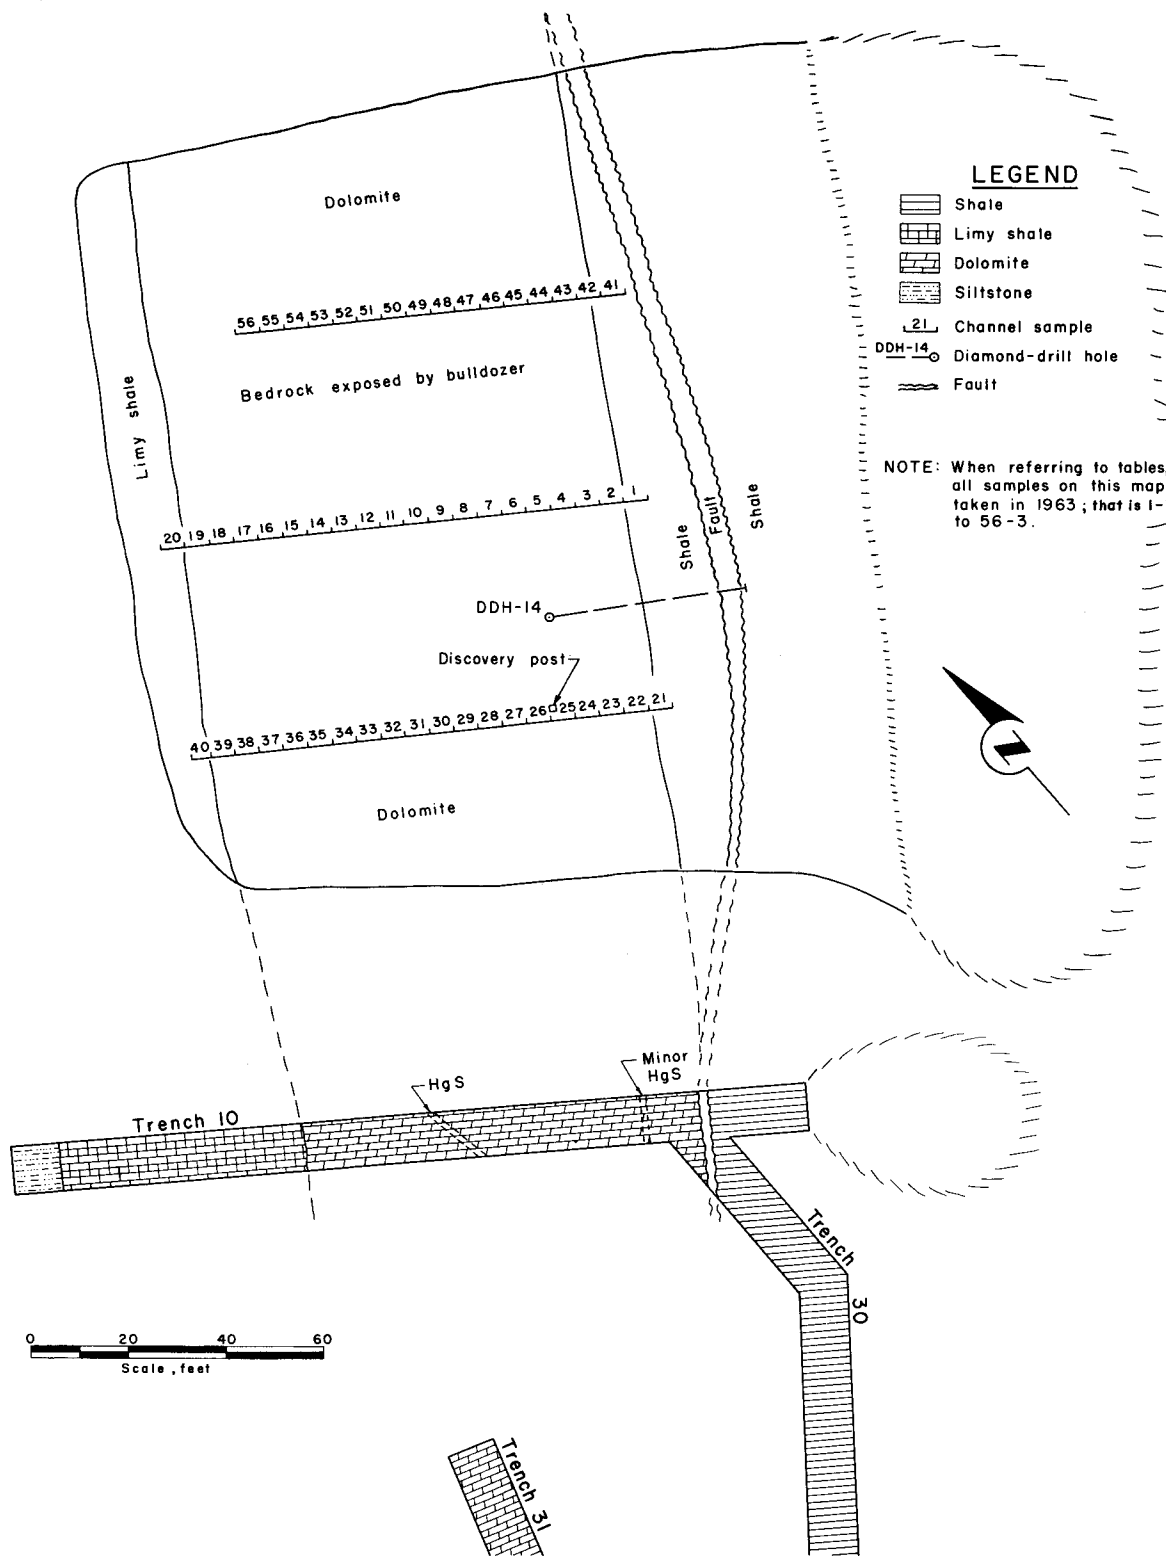 Dolomite
LEGEND
Shale
Limy shale
Dolomite
Siltstone
21 Channel sample
DDH-14 Diamond-drill hole
Fault
56 55 54 53 52 51 50 49 48 47 46 45 44 43 42 41
Bedrock exposed by bulldozer
Limy shale
NOTE: When referring to tables,
all samples on this map
taken in 1963; that is 1-
to 56-3.
20 19 18 17 16 15 14 13 12 11 10 9 8 7 6 5 4 3 2 1
Shale
Fault
Shale
DDH-14
Discovery post
40 39 38 37 36 35 34 33 32 31 30 29 28 27 26 25 24 23 22 21
Dolomite
Minor
HgS
HgS
Trench 10
Trench
30
0 20 40 60
Scale, feet
Trench 31